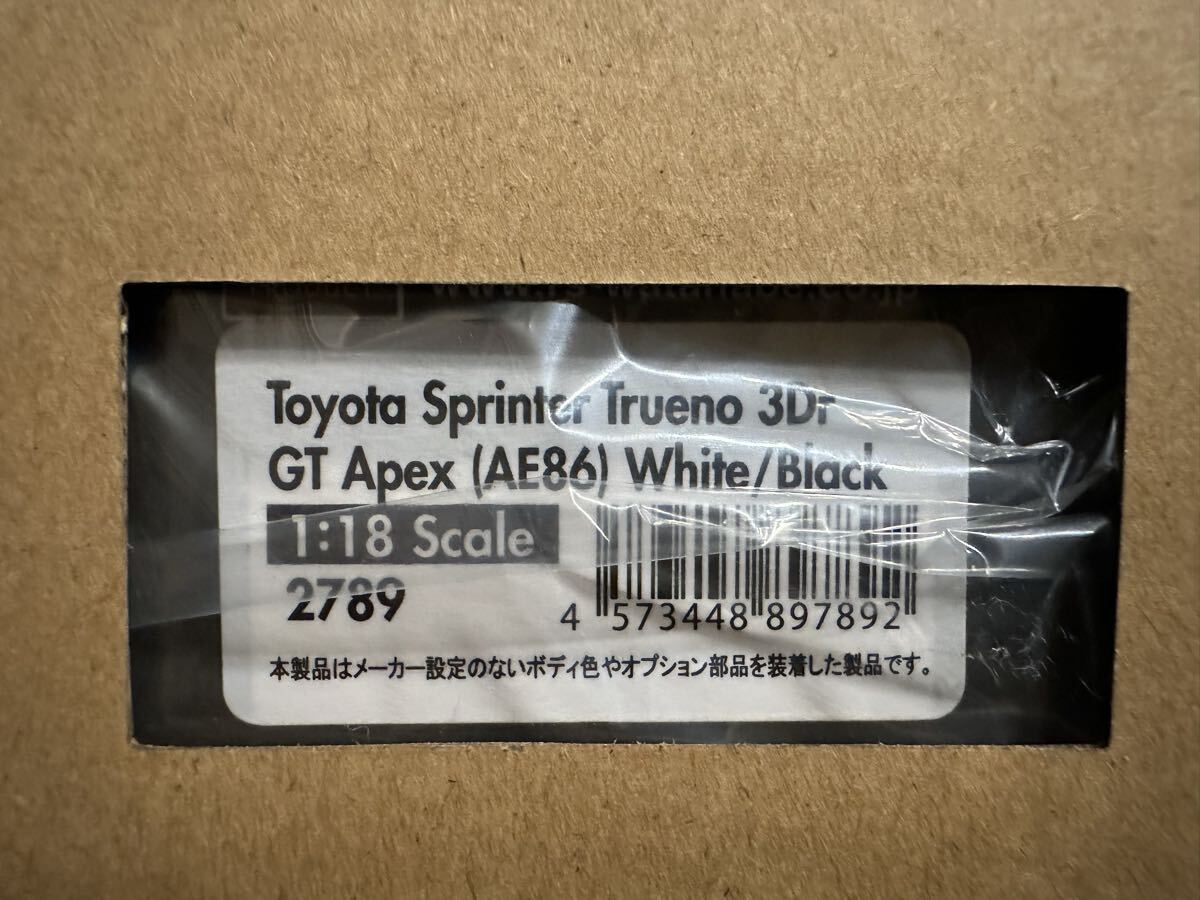 Toyota Sprinter Trueno 3Dr
GT Apex (AE86) White/Black
1:18 Scale
2789
4 573448 897892
本製品はメーカー設定のないボディ色やオプション部品を装着した製品です。